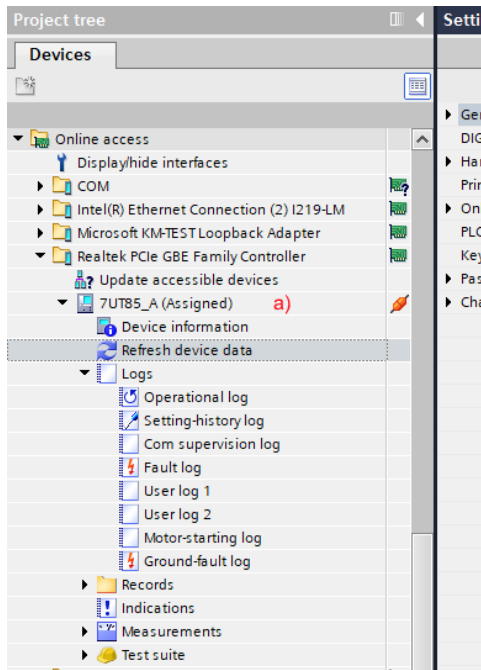 Project tree
Setti
Devices
Online access
Display/hide interfaces
COM
Intel(R) Ethernet Connection (2) I219-LM
Microsoft KM-TEST Loopback Adapter
Realtek PCIe GBE Family Controller
Update accessible devices
7UT85_A (Assigned) a)
Device information
Refresh device data
Logs
Operational log
Setting-history log
Com supervision log
Fault log
User log 1
User log 2
Motor-starting log
Ground-fault log
Records
Indications
Measurements
Test suite
Ger
DIG
Har
Prin
On
PLC
Key
Pas
Cha